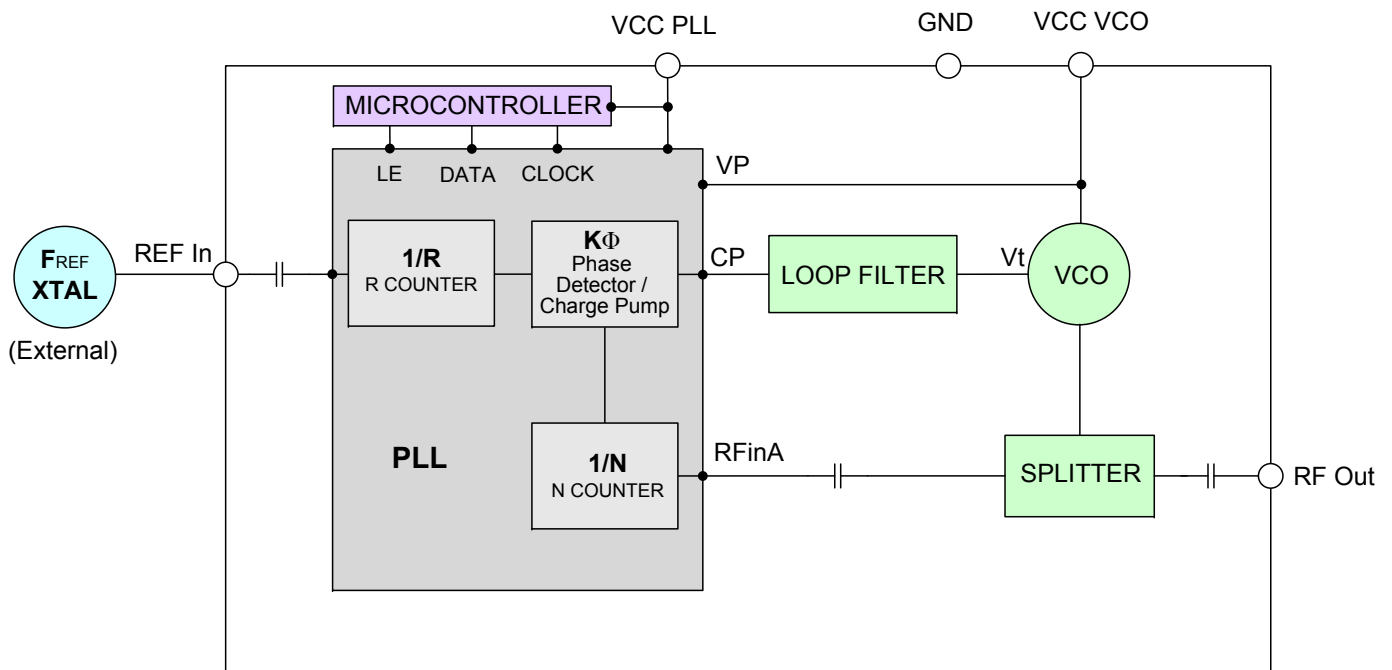 VCC PLL
GND
VCC VCO
MICROCONTROLLER
LE
DATA
CLOCK
VP
REF In
FREF
XTAL
(External)
1/R
R COUNTER
KΦ
Phase
Detector /
Charge Pump
CP
LOOP FILTER
Vt
VCO
PLL
1/N
N COUNTER
RFinA
SPLITTER
RF Out